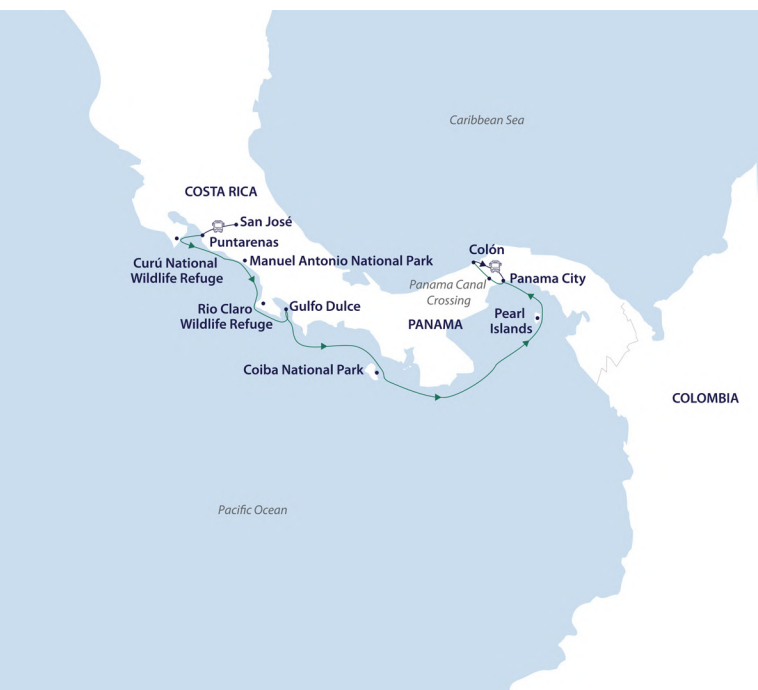 Caribbean Sea
COSTA RICA
San José
Puntarenas
Curú National
Wildlife Refuge
Manuel Antonio National Park
Colón
Panama City
Panama Canal
Crossing
Rio Claro
Wildlife Refuge
Gulfo Dulce
PANAMA
Pearl
Islands
Coiba National Park
COLOMBIA
Pacific Ocean